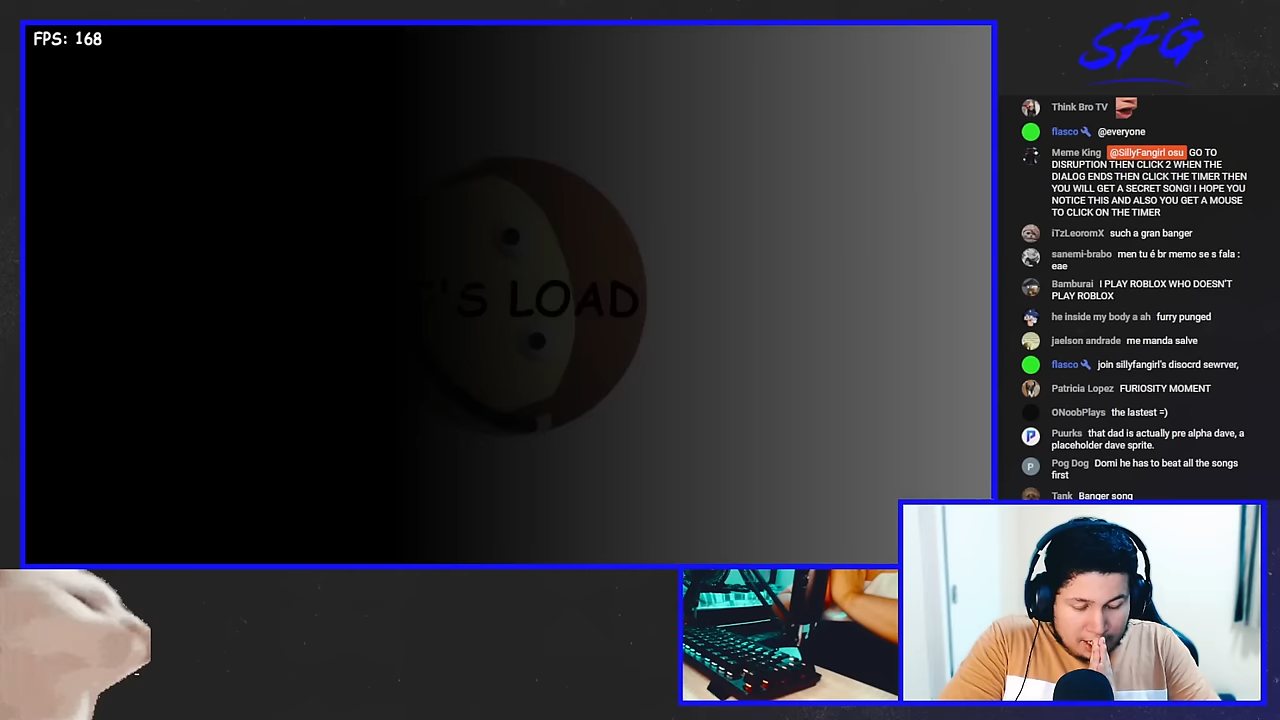 FPS: 168
'S LOAD
SFG
Think Bro TV
flasco @everyone
Meme King @SillyFangirl osu GO TO
DISRUPTION THEN CLICK 2 WHEN THE
DIALOG ENDS THEN CLICK THE TIMER THEN
YOU WILL GET A SECRET SONG! I HOPE YOU
NOTICE THIS AND ALSO YOU GET A MOUSE
TO CLICK ON THE TIMER
iTzLeoromX such a gran banger
sanemi-brabo men tu é br memo se s fala :
eae
Bamburai I PLAY ROBLOX WHO DOESN'T
PLAY ROBLOX
he inside my body a ah furry punged
jaelson andrade me manda salve
flasco join sillyfangirl's disocrd sewrver,
Patricia Lopez FURIOSITY MOMENT
ONoobPlays the lastest =)
Puurks that dad is actually pre alpha dave, a
placeholder dave sprite.
Pog Dog Domi he has to beat all the songs
first
Tank Banger song